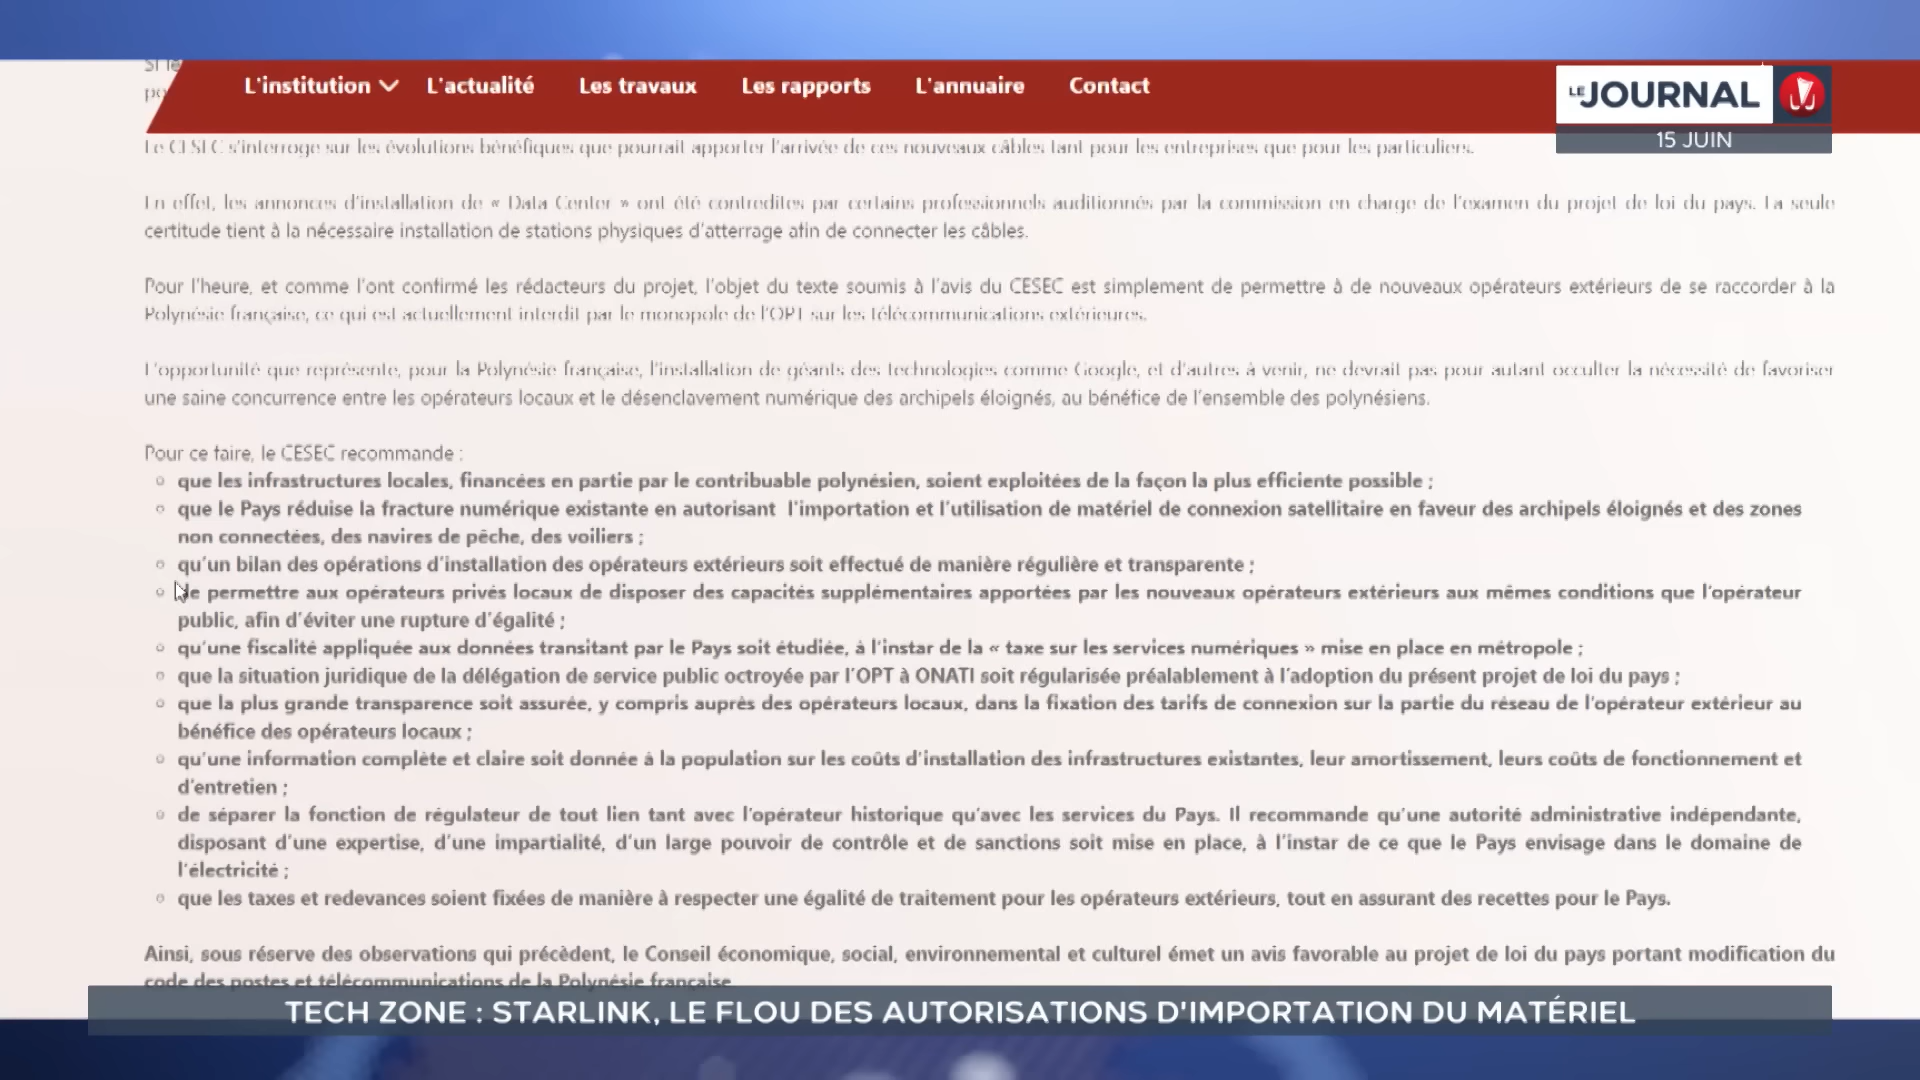 L'institution L'actualité Les travaux Les rapports L'annuaire Contact
LE JOURNAL
15 JUIN
Si le
po
Le CESEC s'interroge sur les évolutions bénéfiques que pourrait apporter l'arrivée de ces nouveaux câbles tant pour les entreprises que pour les particuliers.
En effet, les annonces d'installation de « Data Center » ont été contredites par certains professionnels auditionnés par la commission en charge de l'examen du projet de loi du pays. La seule
certitude tient à la nécessaire installation de stations physiques d'atterrage afin de connecter les câbles.
Pour l'heure, et comme l'ont confirmé les rédacteurs du projet, l'objet du texte soumis à l'avis du CESEC est simplement de permettre à de nouveaux opérateurs extérieurs de se raccorder à la
Polynésie française, ce qui est actuellement interdit par le monopole de l'OPT sur les télécommunications extérieures.
L'opportunité que représente, pour la Polynésie française, l'installation de géants des technologies comme Google, et d'autres à venir, ne devrait pas pour autant occulter la nécessité de favoriser
une saine concurrence entre les opérateurs locaux et le désenclavement numérique des archipels éloignés, au bénéfice de l'ensemble des polynésiens.
Pour ce faire, le CESEC recommande :
que les infrastructures locales, financées en partie par le contribuable polynésien, soient exploitées de la façon la plus efficiente possible ;
que le Pays réduise la fracture numérique existante en autorisant l'importation et l'utilisation de matériel de connexion satellitaire en faveur des archipels éloignés et des zones
non connectées, des navires de pêche, des voiliers ;
qu'un bilan des opérations d'installation des opérateurs extérieurs soit effectué de manière régulière et transparente ;
de permettre aux opérateurs privés locaux de disposer des capacités supplémentaires apportées par les nouveaux opérateurs extérieurs aux mêmes conditions que l'opérateur
public, afin d'éviter une rupture d'égalité ;
qu'une fiscalité appliquée aux données transitant par le Pays soit étudiée, à l'instar de la « taxe sur les services numériques » mise en place en métropole ;
que la situation juridique de la délégation de service public octroyée par l'OPT à ONATI soit régularisée préalablement à l'adoption du présent projet de loi du pays ;
que la plus grande transparence soit assurée, y compris auprès des opérateurs locaux, dans la fixation des tarifs de connexion sur la partie du réseau de l'opérateur extérieur au
bénéfice des opérateurs locaux ;
qu'une information complète et claire soit donnée à la population sur les coûts d'installation des infrastructures existantes, leur amortissement, leurs coûts de fonctionnement et
d'entretien ;
de séparer la fonction de régulateur de tout lien tant avec l'opérateur historique qu'avec les services du Pays. Il recommande qu'une autorité administrative indépendante,
disposant d'une expertise, d'une impartialité, d'un large pouvoir de contrôle et de sanctions soit mise en place, à l'instar de ce que le Pays envisage dans le domaine de
l'électricité ;
que les taxes et redevances soient fixées de manière à respecter une égalité de traitement pour les opérateurs extérieurs, tout en assurant des recettes pour le Pays.
Ainsi, sous réserve des observations qui précèdent, le Conseil économique, social, environnemental et culturel émet un avis favorable au projet de loi du pays portant modification du
code des postes et télécommunications de la Polynésie française
TECH ZONE : STARLINK, LE FLOU DES AUTORISATIONS D'IMPORTATION DU MATÉRIEL